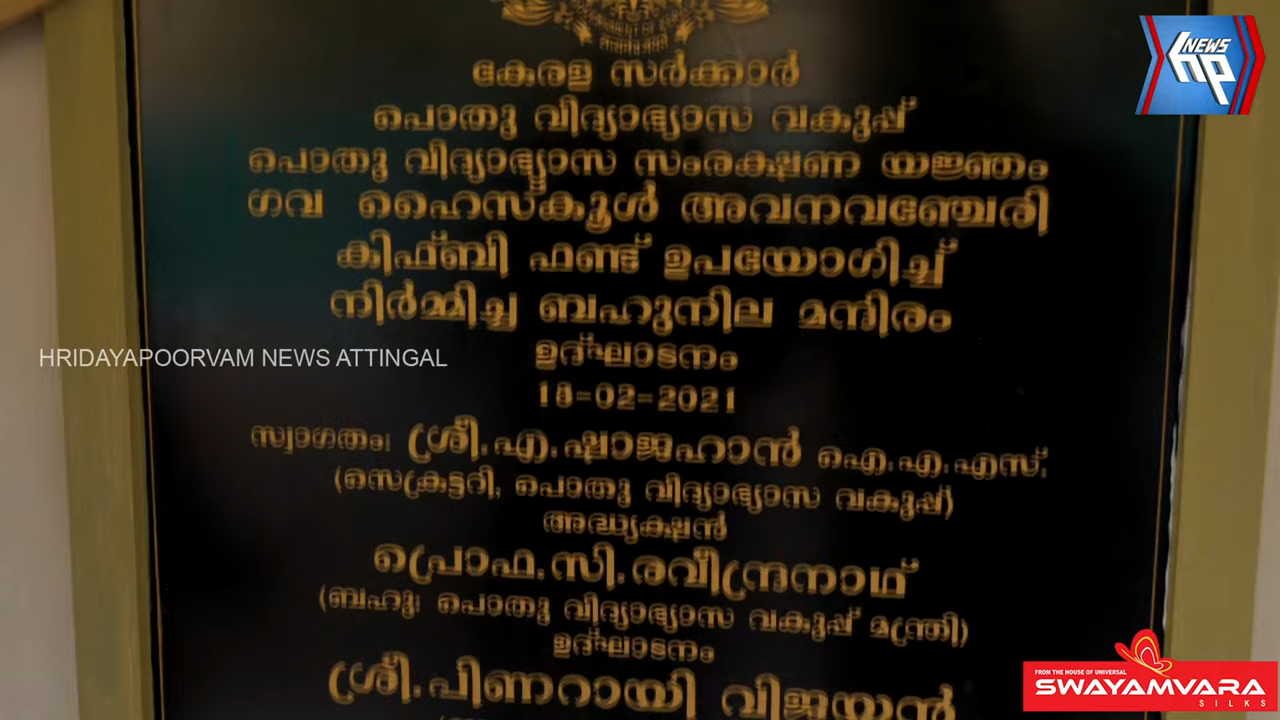 NEWS
np
കേരള സർക്കാർ
പൊതു വിദ്യാഭ്യാസ വകുപ്പ്
പൊതു വിദ്യാഭ്യാസ സംരക്ഷണ യജ്ഞം
ഗവ ഹൈസ്കൂൾ അവനവഞ്ചേരി
കിഫ്ബി ഫണ്ട് ഉപയോഗിച്ച്
നിർമ്മിച്ച ബഹുനില മന്ദിരം
ഉദ്ഘാടനം
HRIDAYAPOORVAM NEWS ATTINGAL
18-02-2021
സ്വാഗതം: ശ്രീ.എ.ഷാജഹാൻ ഐ.എ.എസ്.
(സെക്രട്ടറി, പൊതു വിദ്യാഭ്യാസ വകുപ്പ്)
അദ്ധ്യക്ഷൻ
പ്രൊഫ.സി.രവീന്ദ്രനാഥ്
(ബഹു: പൊതു വിദ്യാഭ്യാസ വകുപ്പ് മന്ത്രി)
ഉദ്ഘാടനം
ശ്രീ.പിണറായി വിജയൻ
FROM THE HOUSE OF UNIVERSAL
SWAYAMVARA
SILKS